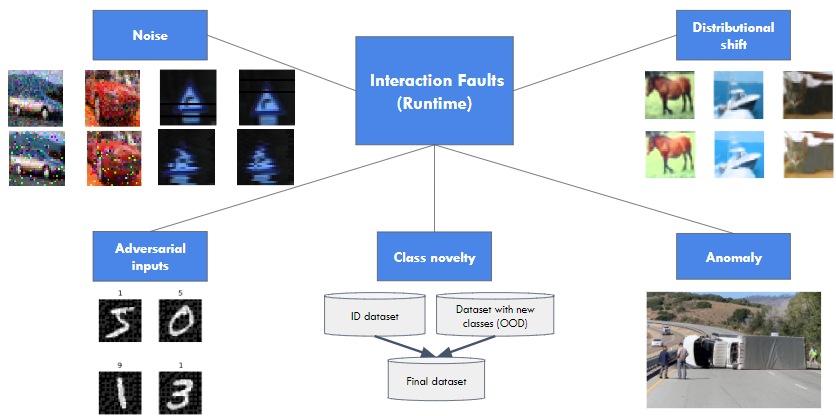 Noise
Interaction Faults
(Runtime)
Distributional
shift
Adversarial
inputs
Class novelty
Anomaly
1 5
9 1
ID dataset
Dataset with new
classes (OOD)
Final dataset